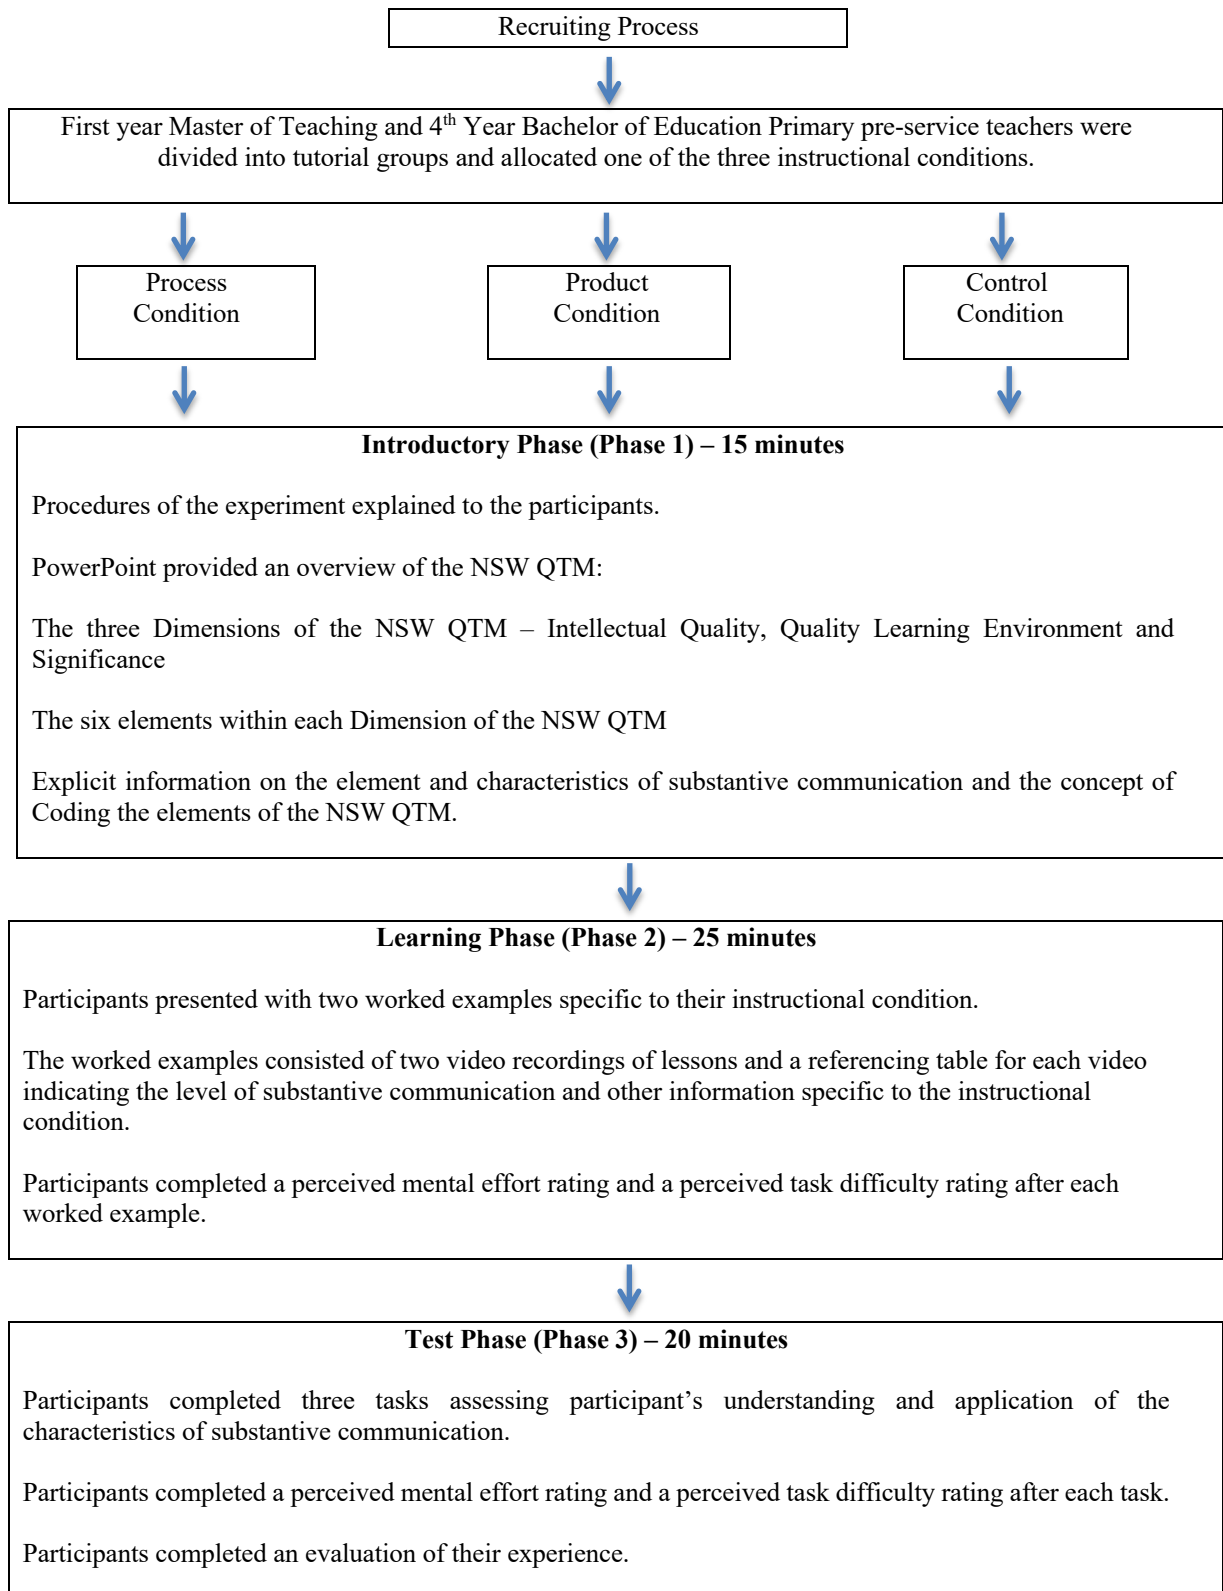 Recruiting Process
First year Master of Teaching and 4th Year Bachelor of Education Primary pre-service teachers were
divided into tutorial groups and allocated one of the three instructional conditions.
Process
Condition
Product
Condition
Control
Condition
Introductory Phase (Phase 1) – 15 minutes
Procedures of the experiment explained to the participants.
PowerPoint provided an overview of the NSW QTM:
The three Dimensions of the NSW QTM – Intellectual Quality, Quality Learning Environment and
Significance
The six elements within each Dimension of the NSW QTM
Explicit information on the element and characteristics of substantive communication and the concept of
Coding the elements of the NSW QTM.
Learning Phase (Phase 2) – 25 minutes
Participants presented with two worked examples specific to their instructional condition.
The worked examples consisted of two video recordings of lessons and a referencing table for each video
indicating the level of substantive communication and other information specific to the instructional
condition.
Participants completed a perceived mental effort rating and a perceived task difficulty rating after each
worked example.
Test Phase (Phase 3) – 20 minutes
Participants completed three tasks assessing participant’s understanding and application of the
characteristics of substantive communication.
Participants completed a perceived mental effort rating and a perceived task difficulty rating after each task.
Participants completed an evaluation of their experience.